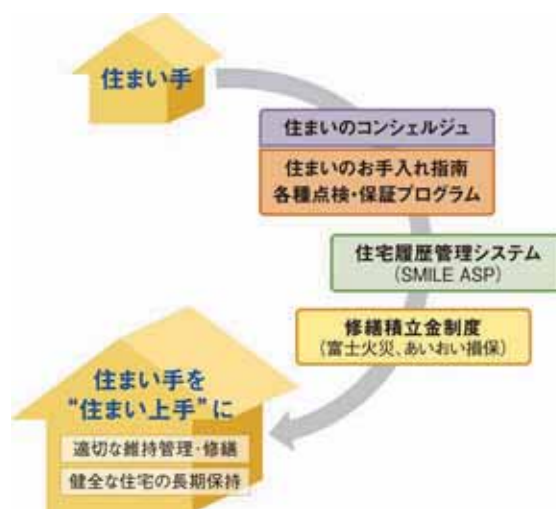 住まい手
住まいのコンシェルジュ
住まいのお手入れ指南
各種点検・保証プログラム
住宅履歴管理システム
(SMILE ASP)
修繕積立金制度
(富士火災、あいおい損保)
住まい手を
“住まい上手”に
適切な維持管理・修繕
健全な住宅の長期保持